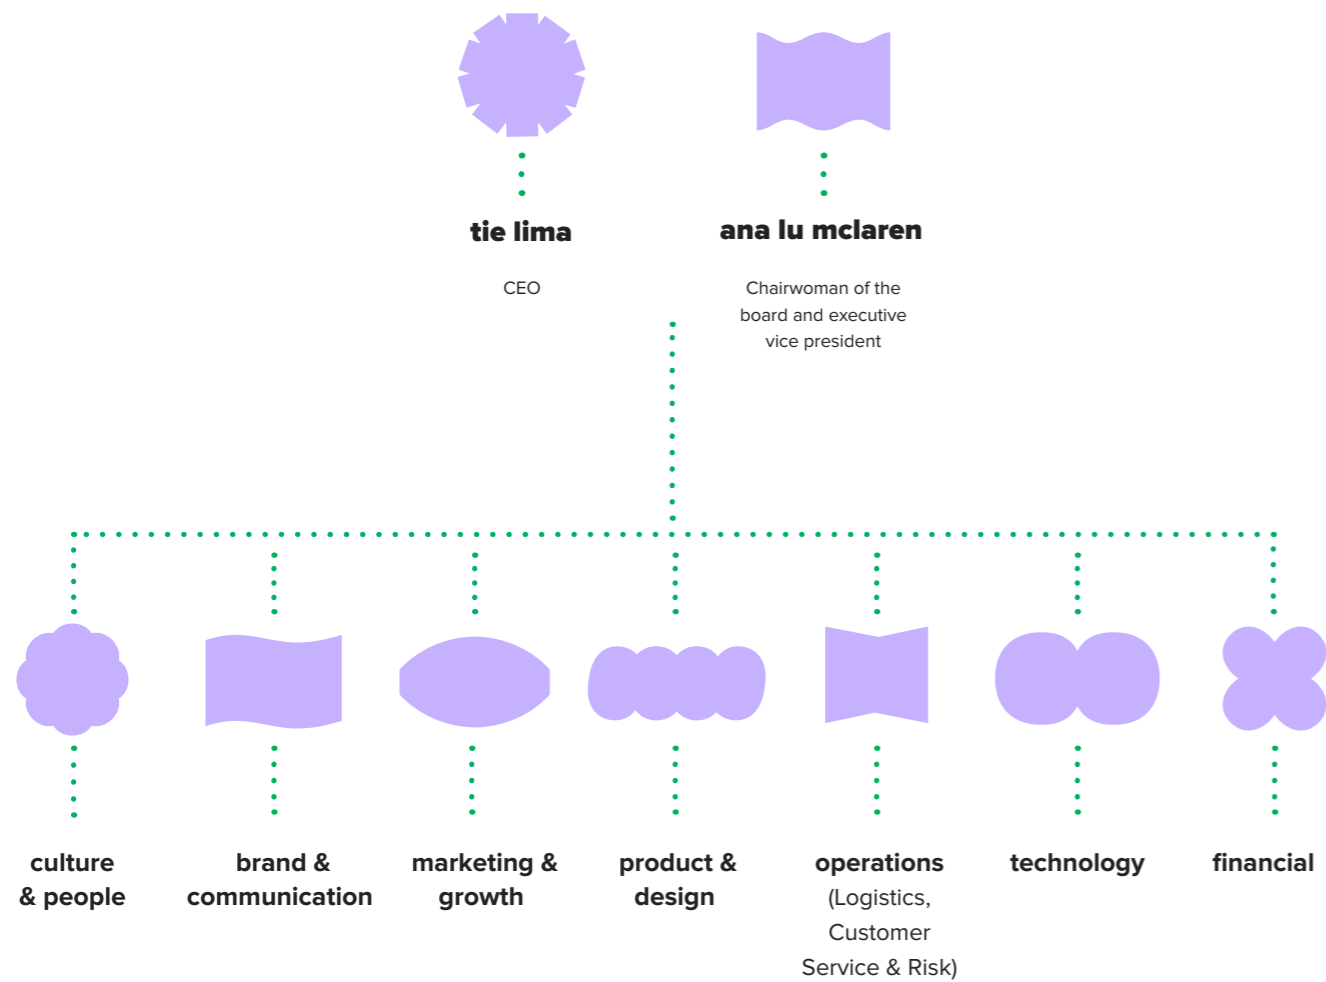 tie lima
CEO
ana lu mclaren
Chairwoman of the
board and executive
vice president
culture
& people
brand &
communication
marketing &
growth
product &
design
operations
(Logistics,
Customer
Service & Risk)
technology
financial